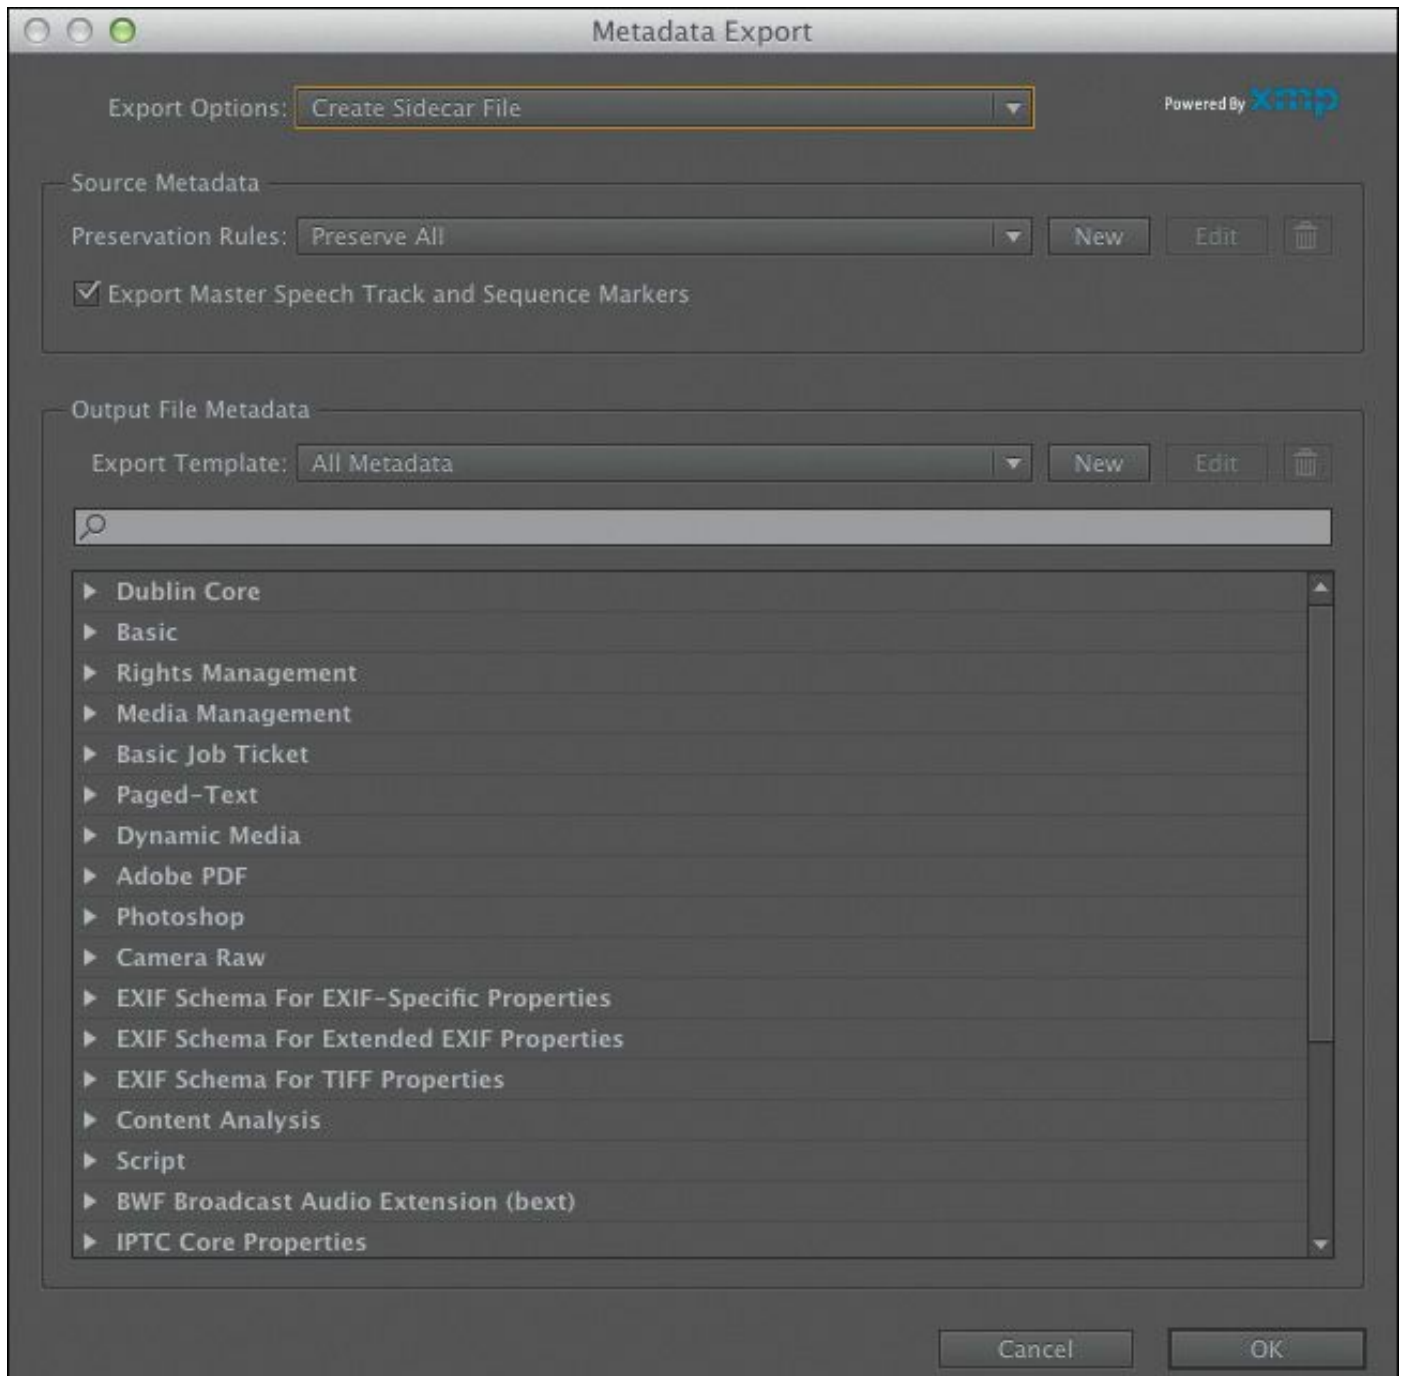 Metadata Export
Export Options: Create Sidecar File
Powered By xmp
Source Metadata
Preservation Rules: Preserve All New Edit
Export Master Speech Track and Sequence Markers
Output File Metadata
Export Template: All Metadata New Edit
Dublin Core
Basic
Rights Management
Media Management
Basic Job Ticket
Paged-Text
Dynamic Media
Adobe PDF
Photoshop
Camera Raw
EXIF Schema For EXIF-Specific Properties
EXIF Schema For Extended EXIF Properties
EXIF Schema For TIFF Properties
Content Analysis
Script
BWF Broadcast Audio Extension (bext)
IPTC Core Properties
Cancel OK